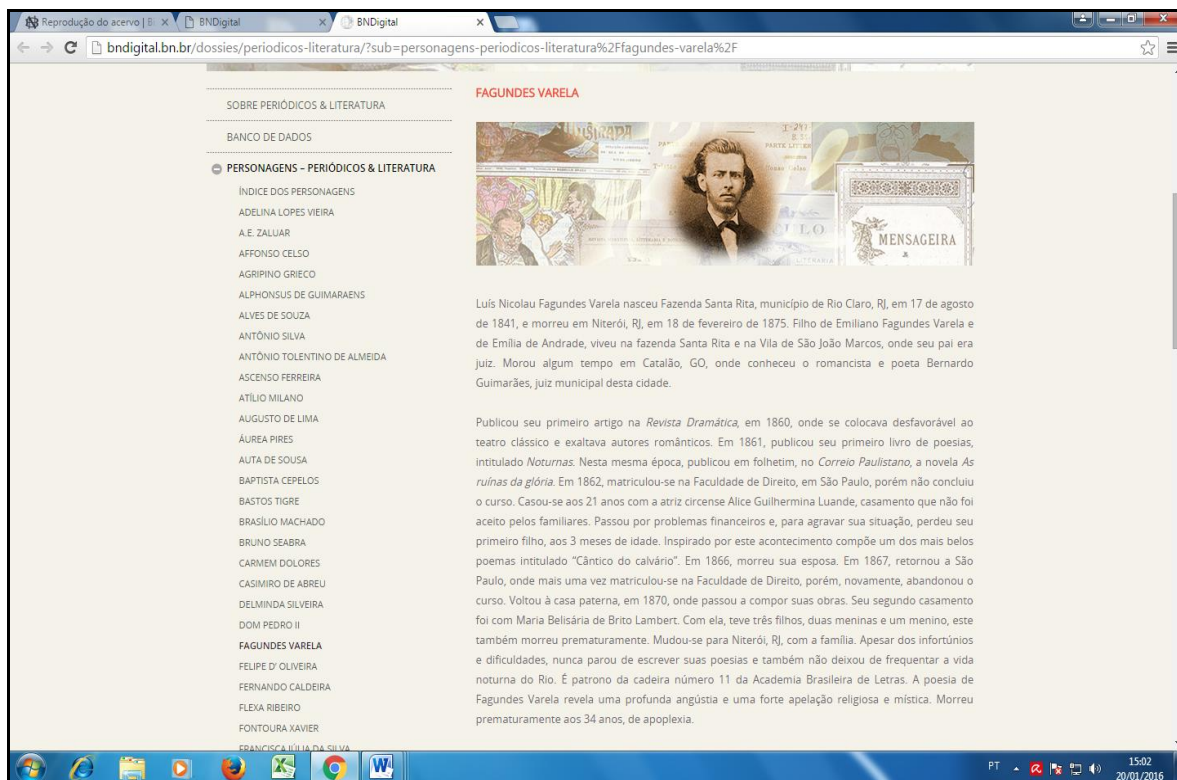 Reprodução do acervo | B
BNDigital
BNDigital
bndigital.bn.br/dossies/periodicos-literatura/?sub=personagens-periodicos-literatura%2Ffagundes-varela%2F
SOBRE PERIÓDICOS & LITERATURA
BANCO DE DADOS
PERSONAGENS – PERIÓDICOS & LITERATURA
ÍNDICE DOS PERSONAGENS
ADELINA LOPES VIEIRA
A.E. ZALUAR
AFFONSO CELSO
AGRIPINO GRIECO
ALPHONSUS DE GUIMARAENS
ALVES DE SOUZA
ANTÔNIO SILVA
ANTÔNIO TOLENTINO DE ALMEIDA
ASCENSO FERREIRA
ATÍLIO MILANO
AUGUSTO DE LIMA
ÁUREA PIRES
AUTA DE SOUSA
BAPTISTA CEPELOS
BASTOS TIGRE
BRASÍLIO MACHADO
BRUNO SEABRA
CARMEM DOLORES
CASIMIRO DE ABREU
DELMINDA SILVEIRA
DOM PEDRO II
FAGUNDES VARELA
FELIPE D' OLIVEIRA
FERNANDO CALDEIRA
FLEXA RIBEIRO
FONTOURA XAVIER
FRANCISCA JÚLIA DA SILVA
FAGUNDES VARELA
MENSAGEIRA
Luís Nicolau Fagundes Varela nasceu Fazenda Santa Rita, município de Rio Claro, RJ, em 17 de agosto
de 1841, e morreu em Niterói, RJ, em 18 de fevereiro de 1875. Filho de Emiliano Fagundes Varela e
de Emília de Andrade, viveu na fazenda Santa Rita e na Vila de São João Marcos, onde seu pai era
juiz. Morou algum tempo em Catalão, GO, onde conheceu o romancista e poeta Bernardo
Guimarães, juiz municipal desta cidade.
Publicou seu primeiro artigo na Revista Dramática, em 1860, onde se colocava desfavorável ao
teatro clássico e exaltava autores românticos. Em 1861, publicou seu primeiro livro de poesias,
intitulado Noturnas. Nesta mesma época, publicou em folhetim, no Correio Paulistano, a novela As
ruínas da glória. Em 1862, matriculou-se na Faculdade de Direito, em São Paulo, porém não concluiu
o curso. Casou-se aos 21 anos com a atriz circense Alice Guilhermina Luande, casamento que não foi
aceito pelos familiares. Passou por problemas financeiros e, para agravar sua situação, perdeu seu
primeiro filho, aos 3 meses de idade. Inspirado por este acontecimento compõe um dos mais belos
poemas intitulado “Cântico do calvário”. Em 1866, morreu sua esposa. Em 1867, retornou a São
Paulo, onde mais uma vez matriculou-se na Faculdade de Direito, porém, novamente, abandonou o
curso. Voltou à casa paterna, em 1870, onde passou a compor suas obras. Seu segundo casamento
foi com Maria Belisária de Brito Lambert. Com ela, teve três filhos, duas meninas e um menino, este
também morreu prematuramente. Mudou-se para Niterói, RJ, com a família. Apesar dos infortúnios
e dificuldades, nunca parou de escrever suas poesias e também não deixou de frequentar a vida
noturna do Rio. É patrono da cadeira número 11 da Academia Brasileira de Letras. A poesia de
Fagundes Varela revela uma profunda angústia e uma forte apelação religiosa e mística. Morreu
prematuramente aos 34 anos, de apoplexia.
PT
15:02
20/01/2016